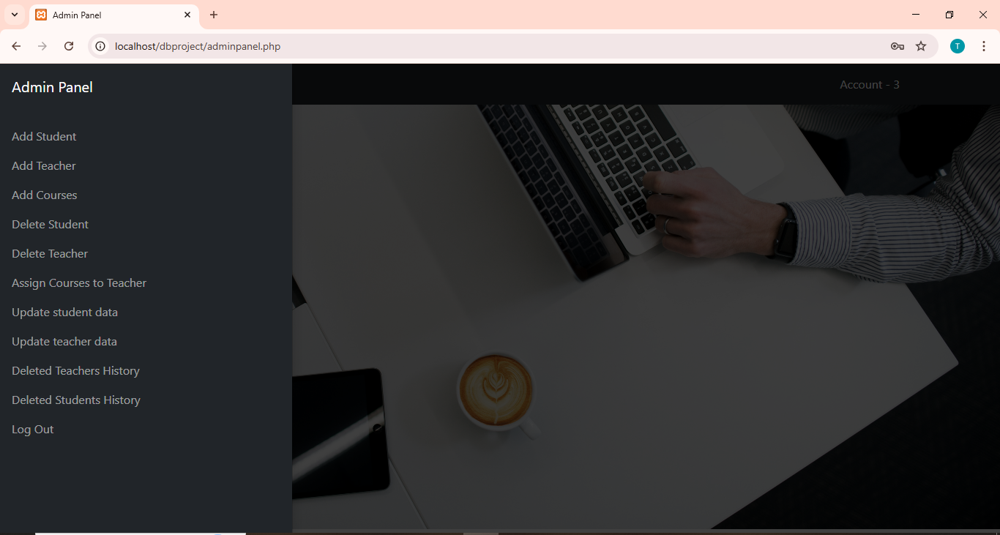 Admin Panel
localhost/dbproject/adminpanel.php
T
Admin Panel
Account - 3
Add Student
Add Teacher
Add Courses
Delete Student
Delete Teacher
Assign Courses to Teacher
Update student data
Update teacher data
Deleted Teachers History
Deleted Students History
Log Out